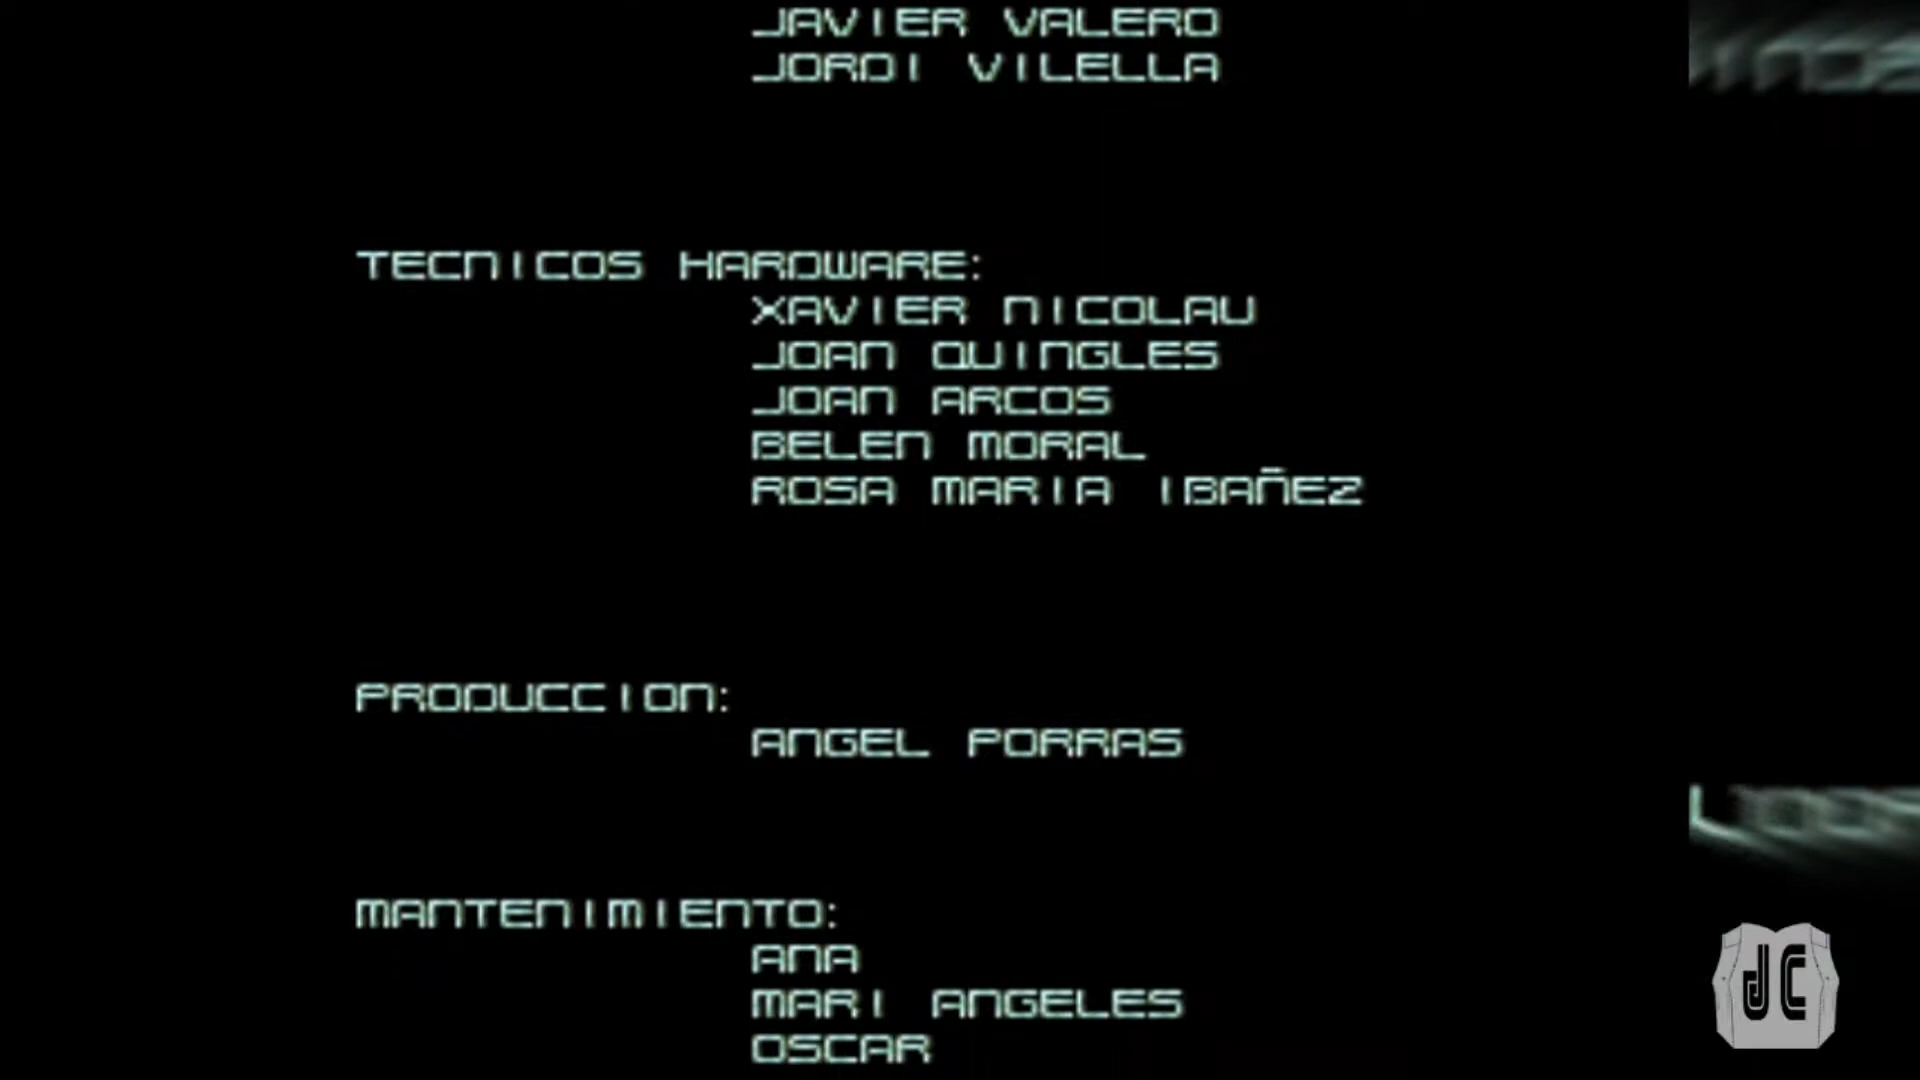 JAVIER VALERO
JORDI VILELLA
TECNICOS HARDWARE:
XAVIER NICOLAU
JOAN QUINGLES
JOAN ARCOS
BELEN MORAL
ROSA MARIA IBAÑEZ
PRODUCCION:
ANGEL PORRAS
MANTENIMIENTO:
ANA
MARI ANGELES
OSCAR
JC